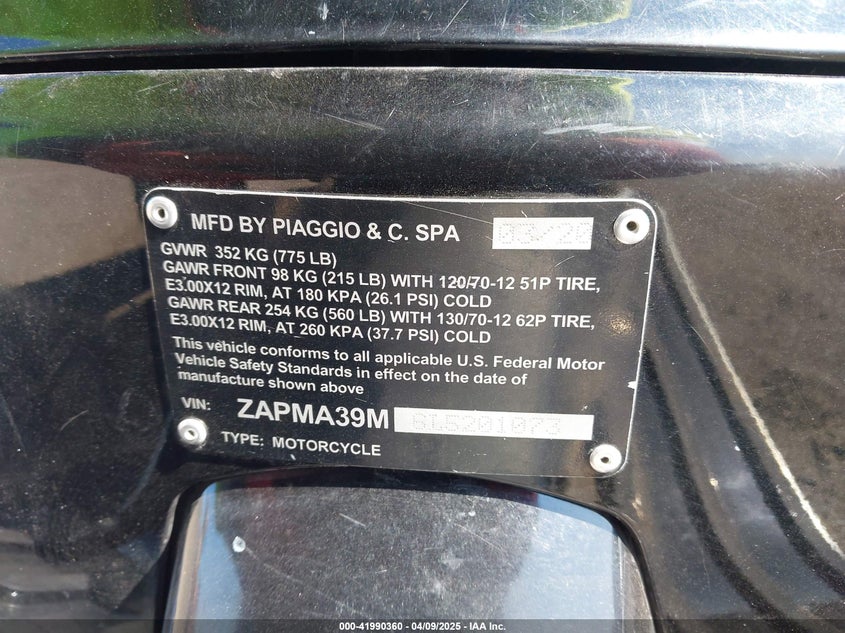 MFD BY PIAGGIO & C. SPA 03/20
GVWR 352 KG (775 LB)
GAWR FRONT 98 KG (215 LB) WITH 120/70-12 51P TIRE,
E3.00X12 RIM, AT 180 KPA (26.1 PSI) COLD
GAWR REAR 254 KG (560 LB) WITH 130/70-12 62P TIRE,
E3.00X12 RIM, AT 260 KPA (37.7 PSI) COLD
This vehicle conforms to all applicable U.S. Federal Motor
Vehicle Safety Standards in effect on the date of
manufacture shown above
VIN: ZAPMA39M6L5201073
TYPE: MOTORCYCLE
000-41990360 - 04/09/2025 - IAA Inc.